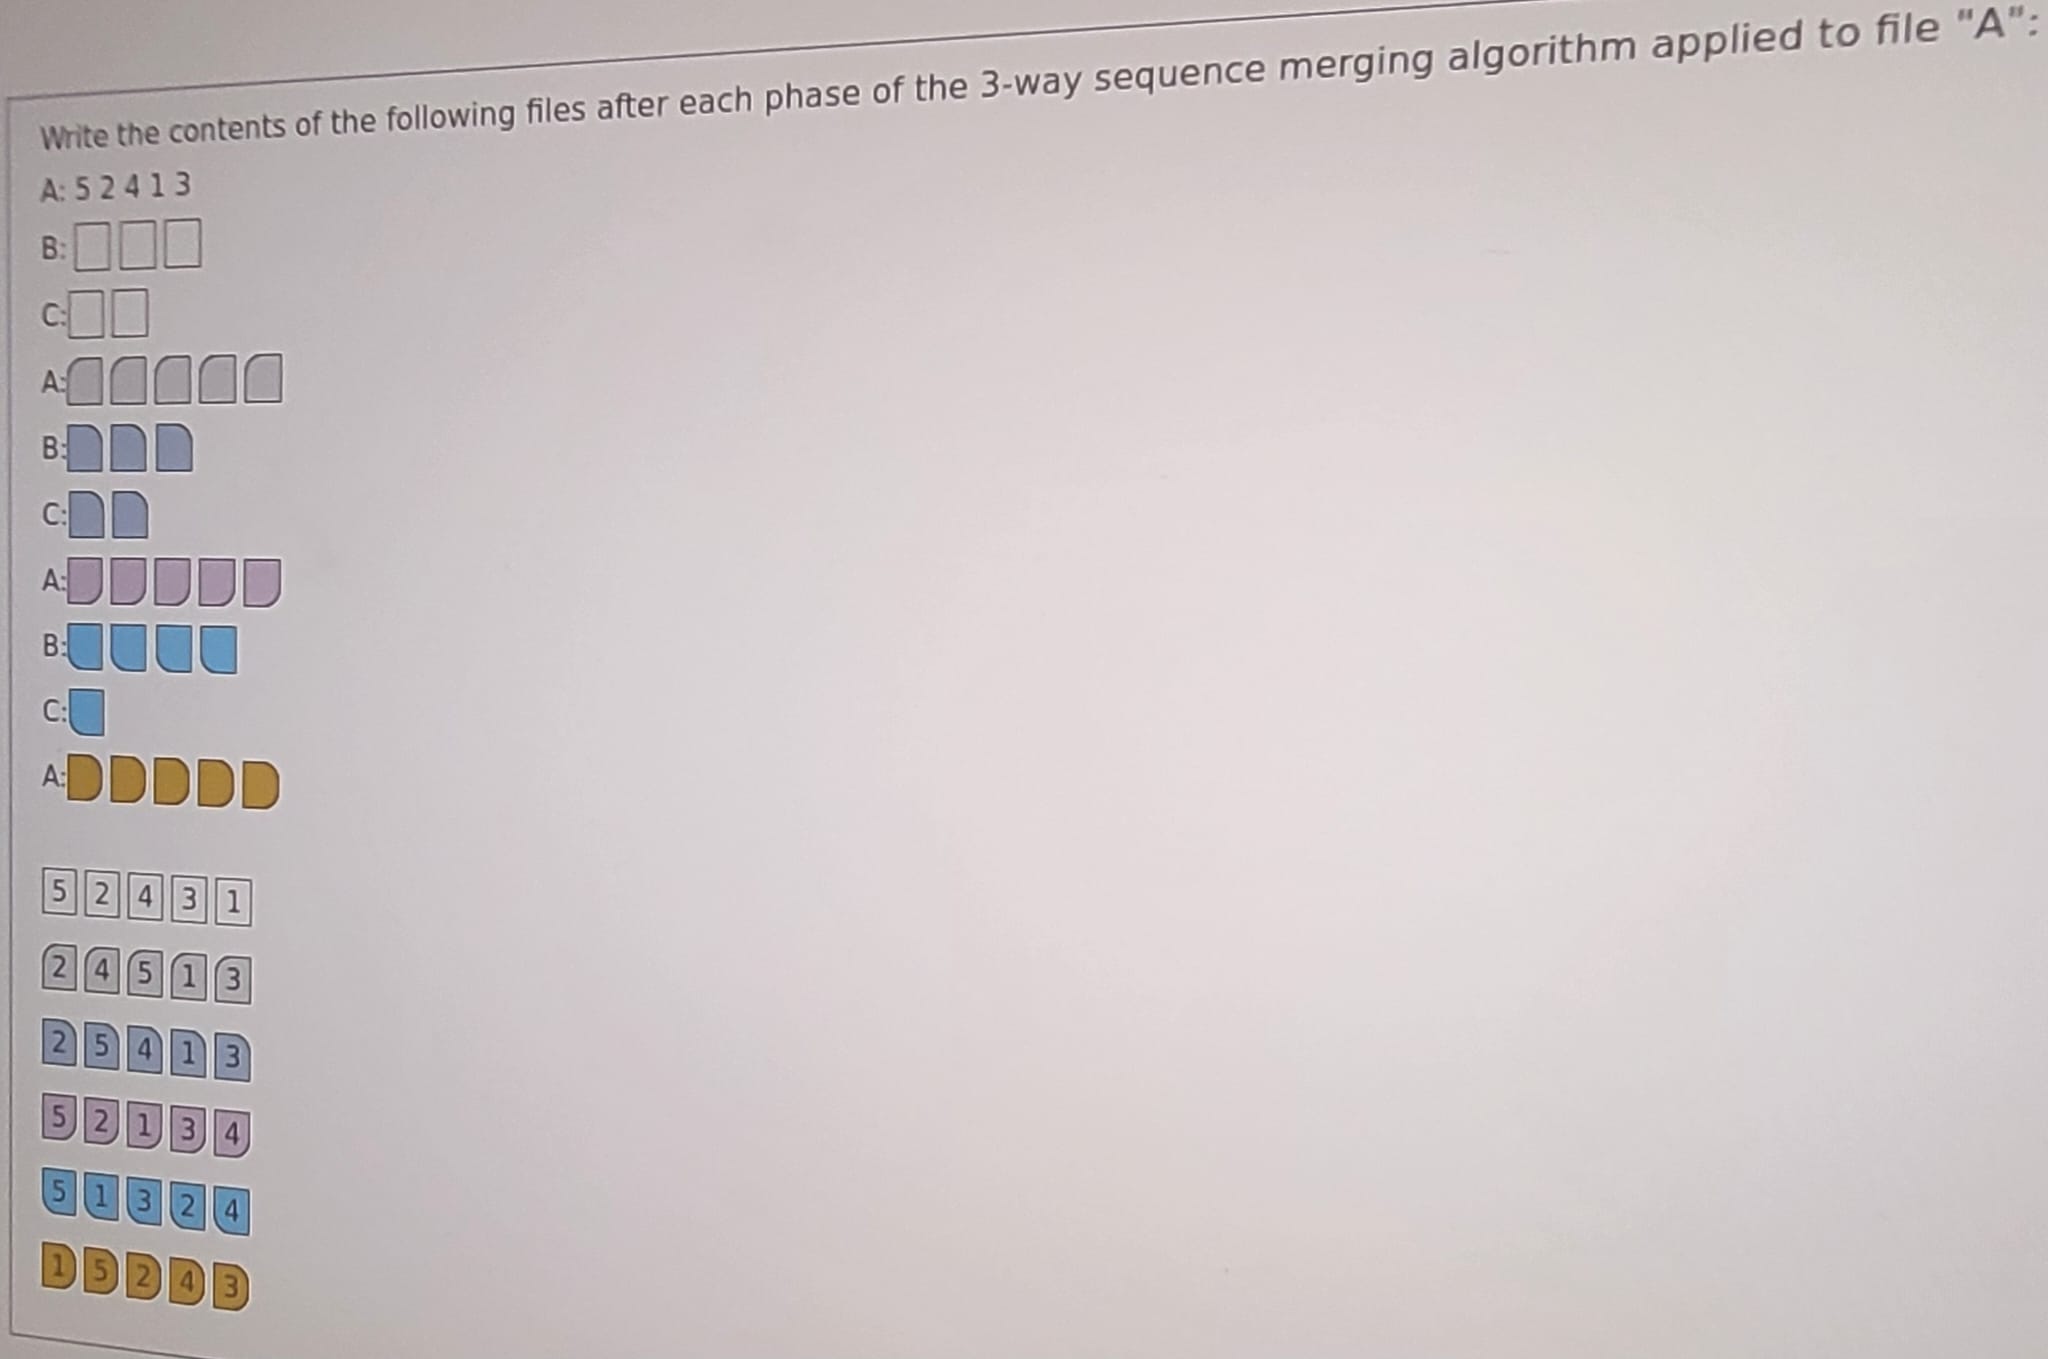 Write the contents of the following files after each phase of the 3-way sequence merging algorithm applied to file "A":
A: 5 2 4 1 3
B:
C:
A:
B:
C:
A:
B:
C:
A:
5 2 4 3 1
2 4 5 1 3
2 5 4 1 3
5 2 1 3 4
5 1 3 2 4
1 5 2 4 3